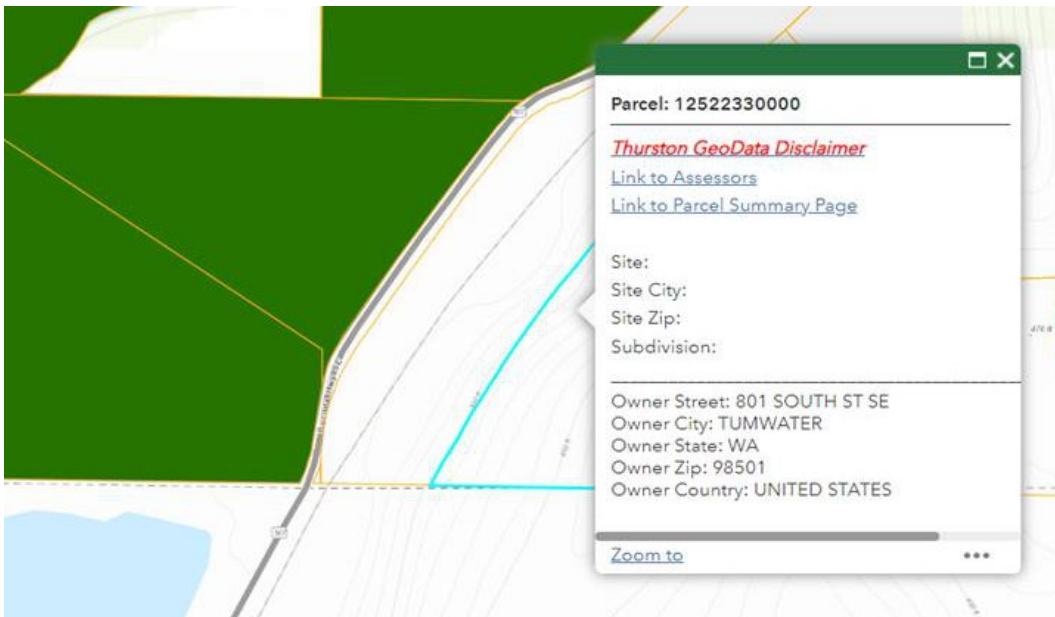 Parcel: 12522330000
Thurston GeoData Disclaimer
Link to Assessors
Link to Parcel Summary Page
Site:
Site City:
Site Zip:
Subdivision:
Owner Street: 801 SOUTH ST SE
Owner City: TUMWATER
Owner State: WA
Owner Zip: 98501
Owner Country: UNITED STATES
Zoom to